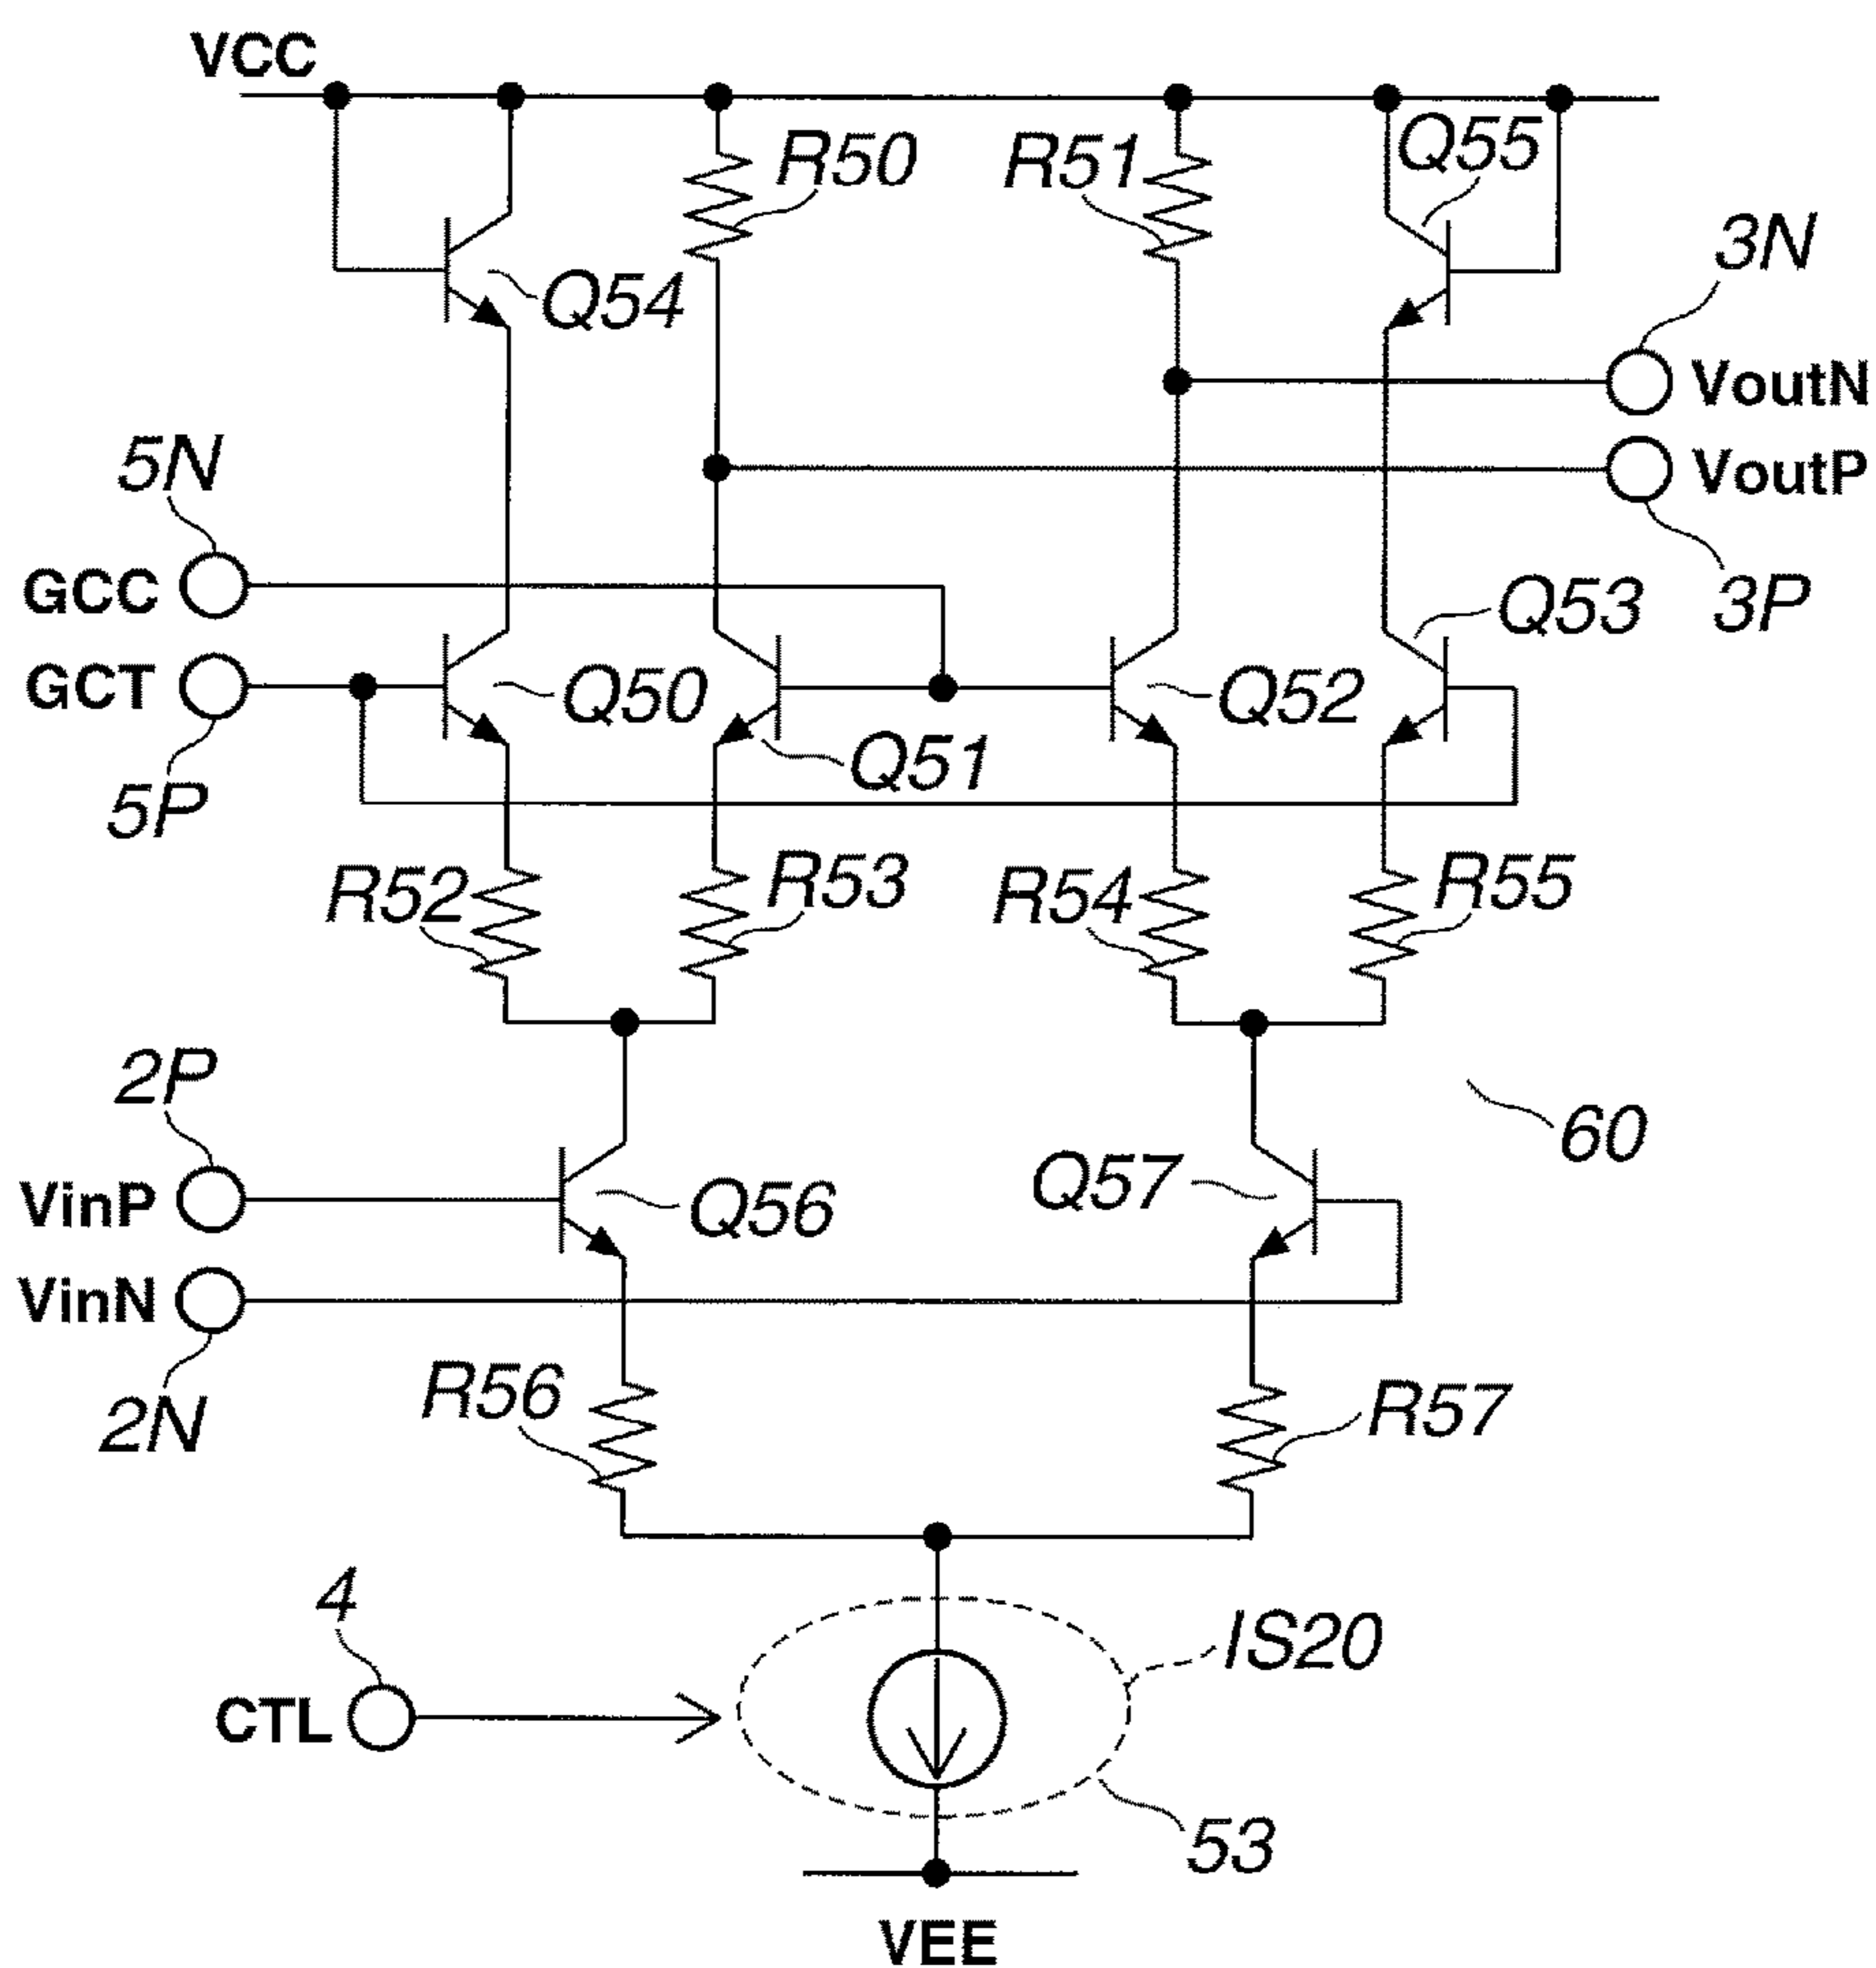 VCC
R50
R51
Q55
3N
Q54
VoutN
5N
VoutP
GCC
Q53
3P
GCT
Q50
Q52
Q51
5P
R52
R53
R54
R55
2P
60
VinP
Q56
Q57
VinN
R56
R57
2N
4
IS20
CTL
53
VEE